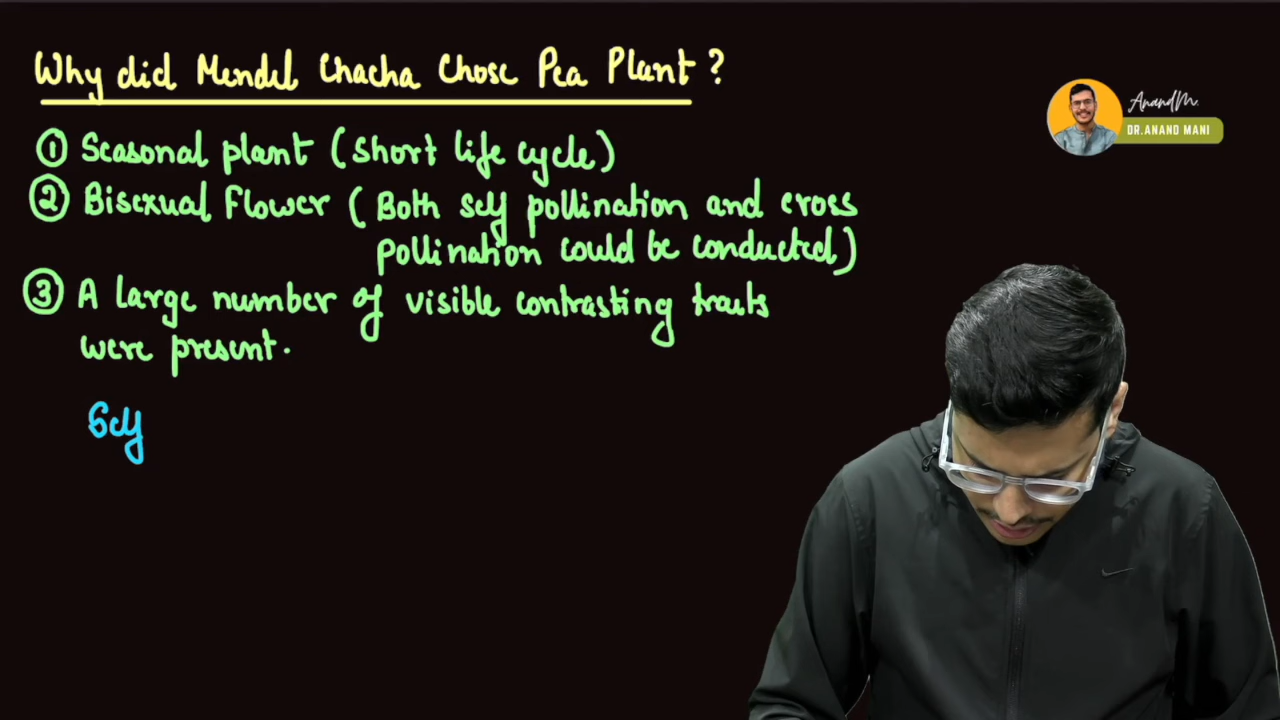 Why did Mendel Chacha Chose Pea Plant?
① Seasonal plant (Short life cycle)
② Bisexual Flower (Both self pollination and cross
pollination could be conducted)
③ A large number of visible contrasting traits
were present.
Self
AnandM.
DR.ANAND MANI